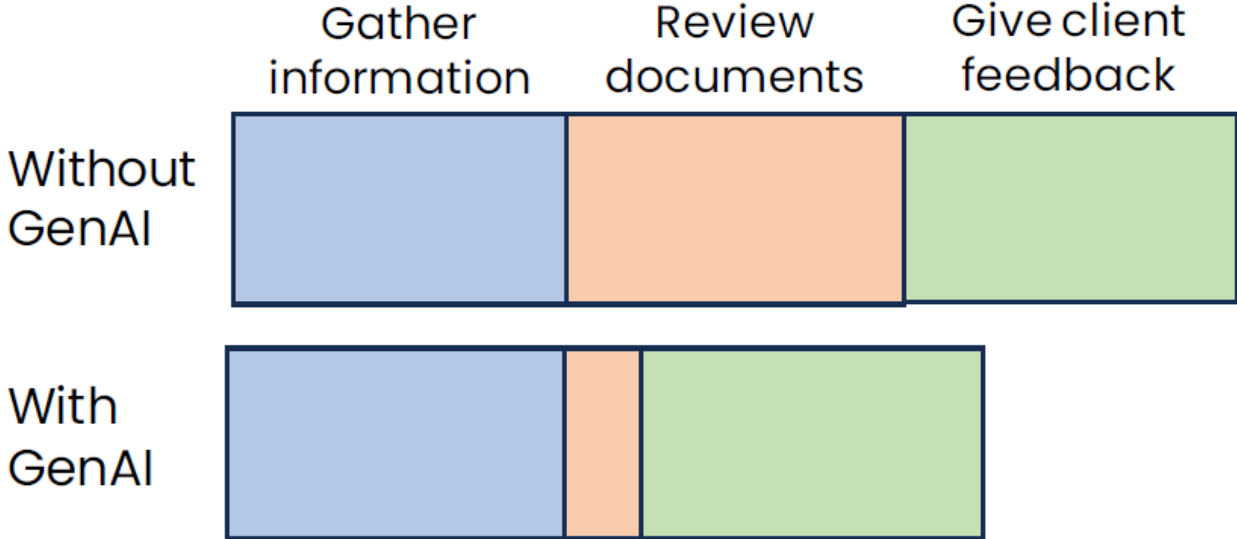 Gather
information
Review
documents
Give client
feedback
Without
GenAI
With
GenAI